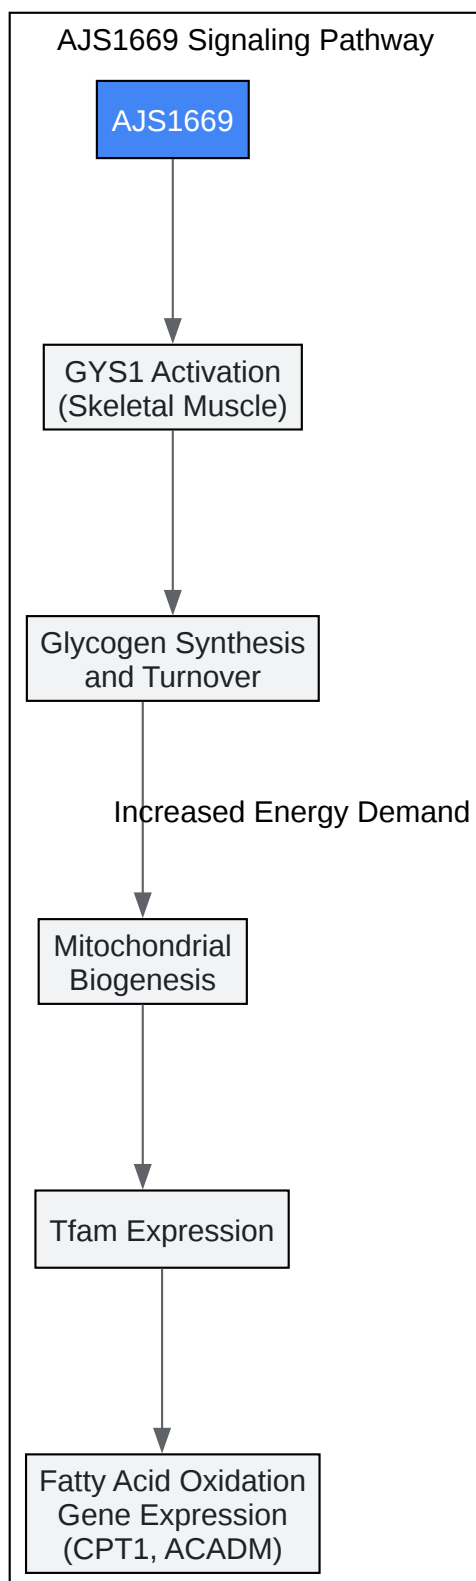 AJS1669 Signaling Pathway
AJS1669
GYS1 Activation
(Skeletal Muscle)
Glycogen Synthesis
and Turnover
Increased Energy Demand
Mitochondrial
Biogenesis
Tfam Expression
Fatty Acid Oxidation
Gene Expression
(CPT1, ACADM)